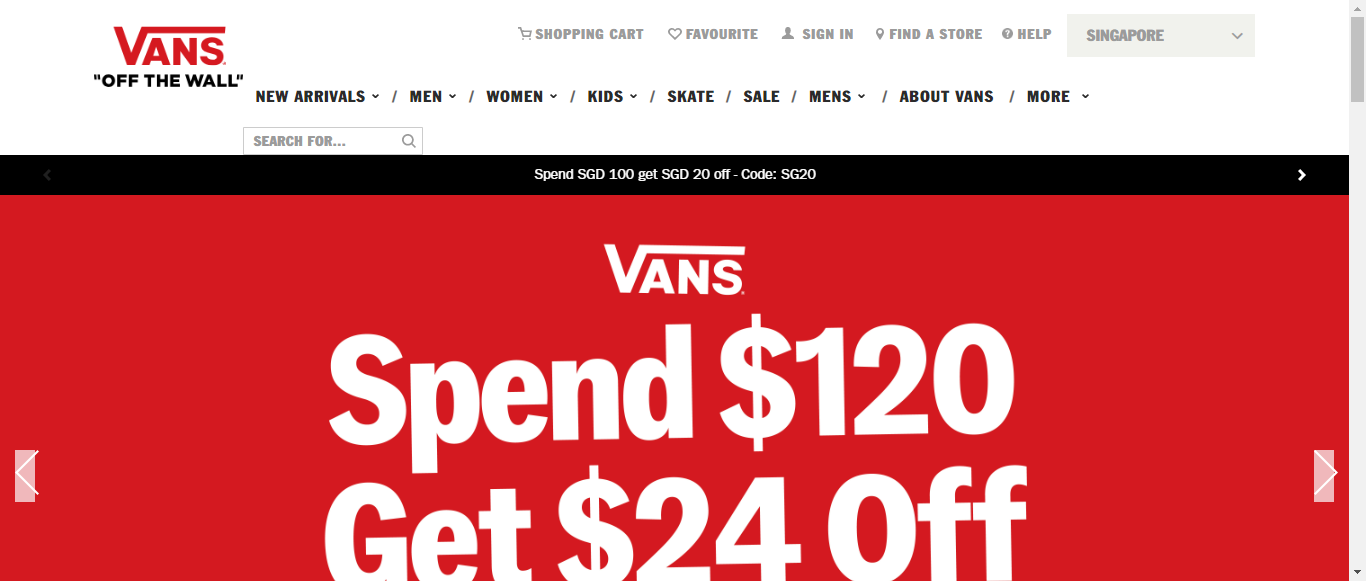 SHOPPING CART FAVOURITE SIGN IN FIND A STORE HELP SINGAPORE
VANS
"OFF THE WALL"
NEW ARRIVALS / MEN / WOMEN / KIDS / SKATE / SALE / MENS / ABOUT VANS / MORE
SEARCH FOR...
Spend SGD 100 get SGD 20 off - Code: SG20
VANS
Spend $120
Get $24 Off